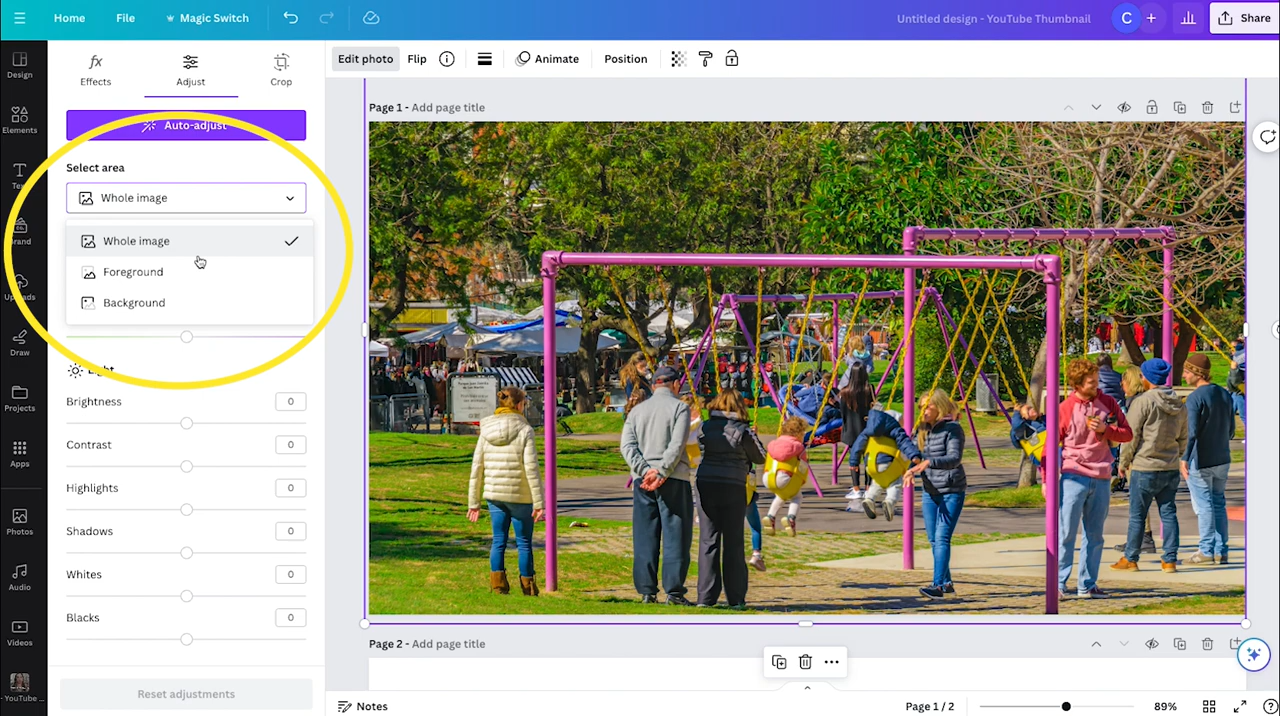 Home
File
Magic Switch
Untitled design - YouTube Thumbnail
C
Share
Design
Elements
Uploads
Draw
Projects
Apps
Photos
Audio
Videos
YouTube ...
Effects
Adjust
Crop
Auto-adjust
Select area
Whole image
Whole image
Foreground
Background
Light
Brightness
0
Contrast
0
Highlights
0
Shadows
0
Whites
0
Blacks
0
Reset adjustments
Edit photo
Flip
Animate
Position
Page 1 - Add page title
Page 2 - Add page title
Notes
Page 1 / 2
89%